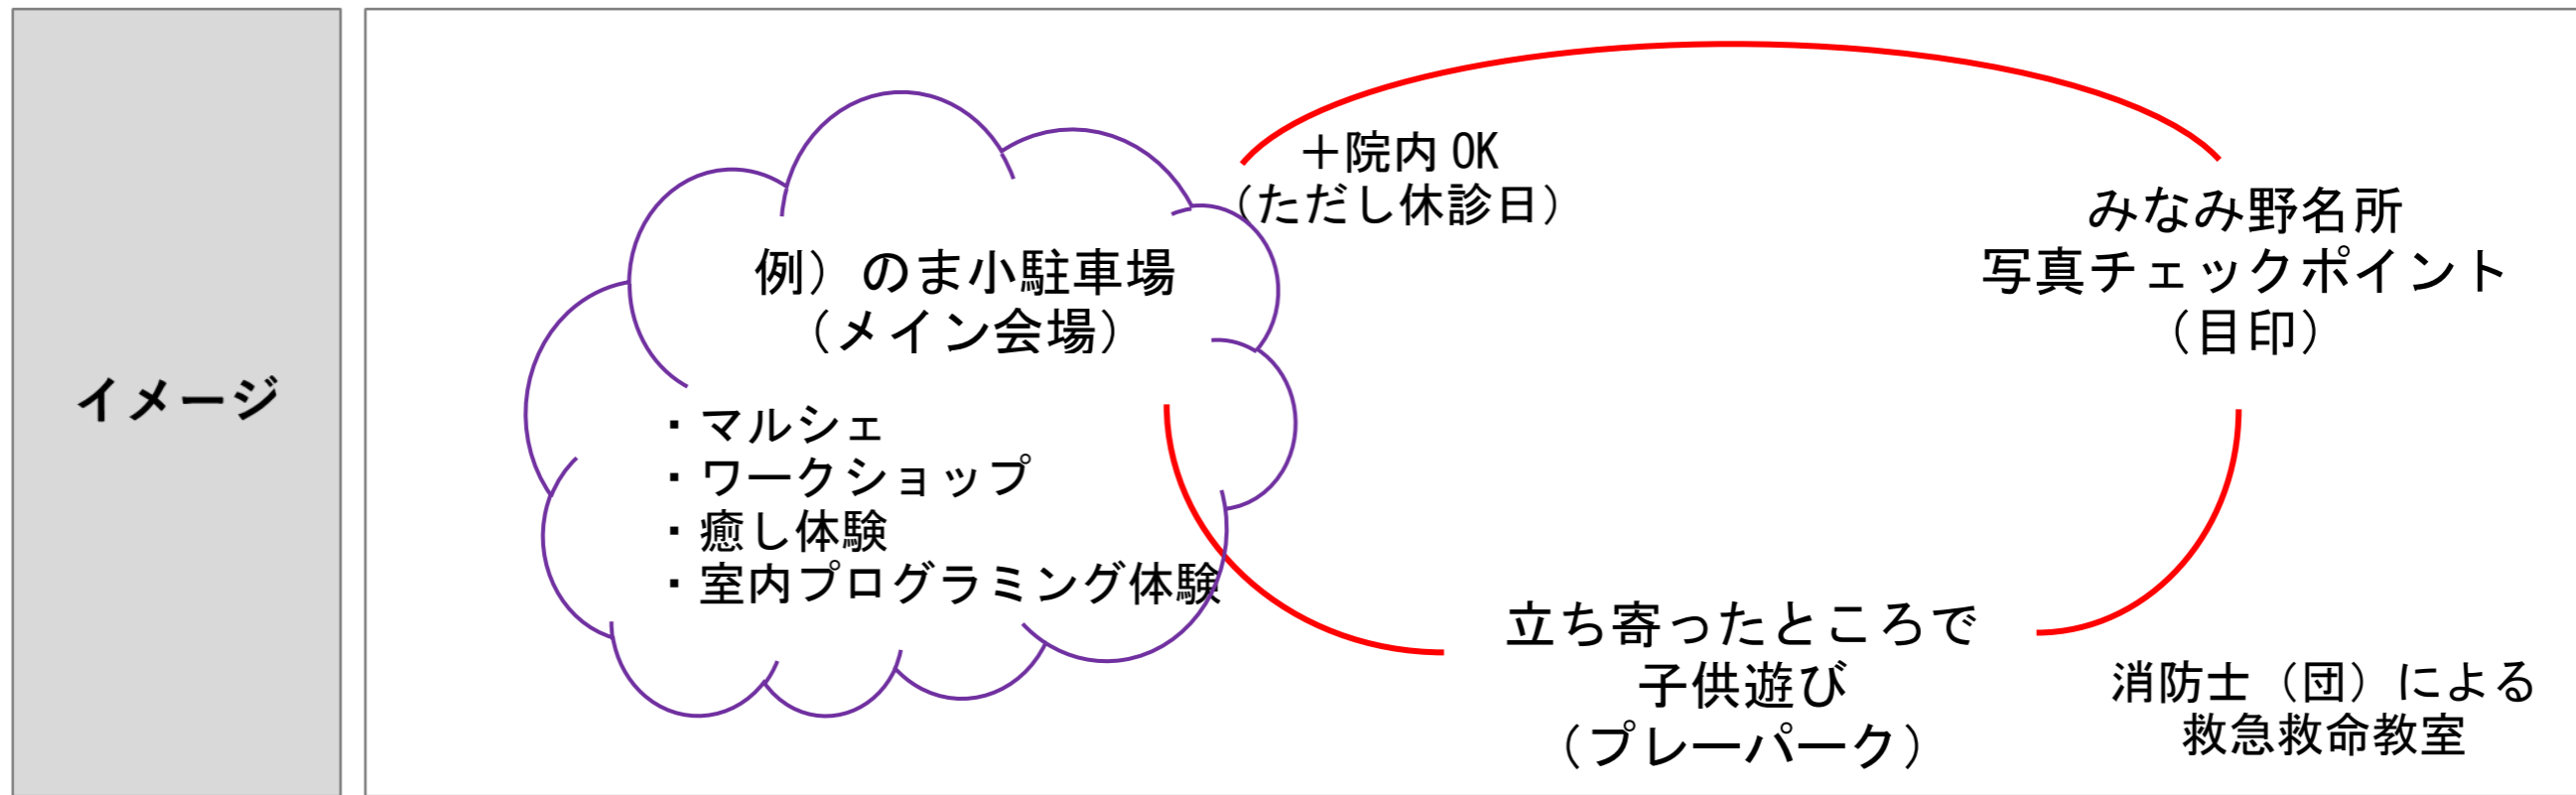 イメージ
＋院内 OK
（ただし休診日）
例）のま小駐車場
（メイン会場）
・マルシェ
・ワークショップ
・癒し体験
・室内プログラミング体験
みなみ野名所
写真チェックポイント
（目印）
立ち寄ったところで
子供遊び
（プレーパーク）
消防士（団）による
救急救命教室